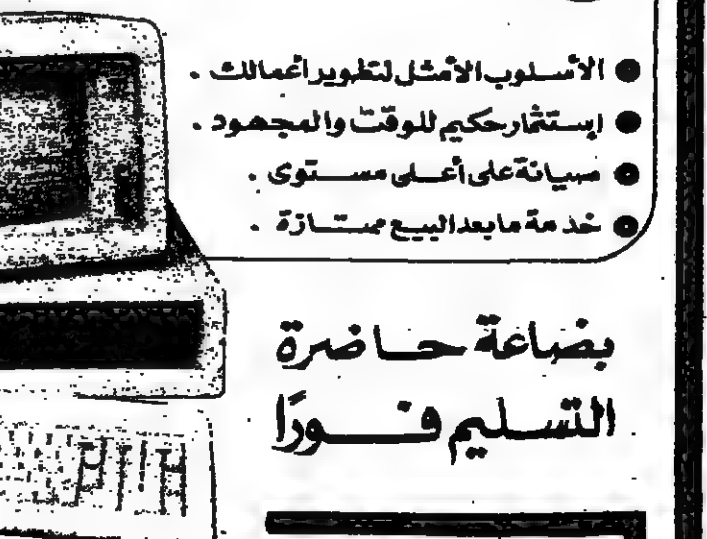 ● الأسلوب الأمثل لتطوير أعمالك .
● إستثمار حكيم للوقت والمجهود .
● صيانة على أعلى مستوى .
● خدمة مابعد البيع ممتازة .
بضاعة حاضرة
التسليم فورًا